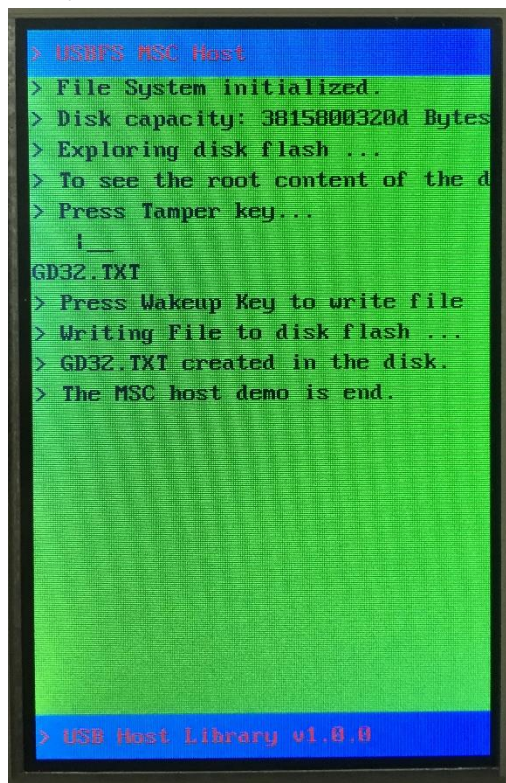 > USBFS MSC Host
> File System initialized.
> Disk capacity: 3815800320d Bytes
> Exploring disk flash ...
> To see the root content of the d
> Press Tamper key...
|__
GD32.TXT
> Press Wakeup Key to write file
> Writing File to disk flash ...
> GD32.TXT created in the disk.
> The MSC host demo is end.
> USB Host Library v1.0.0